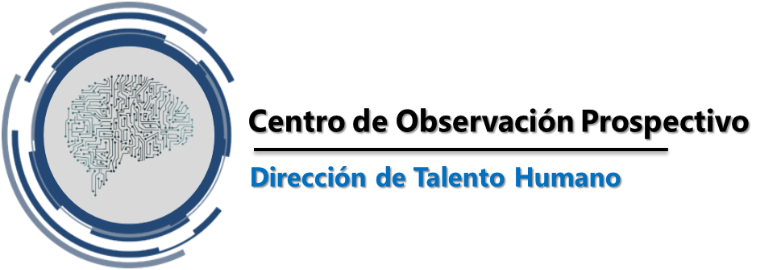 Centro de Observación Prospectivo
Dirección de Talento Humano